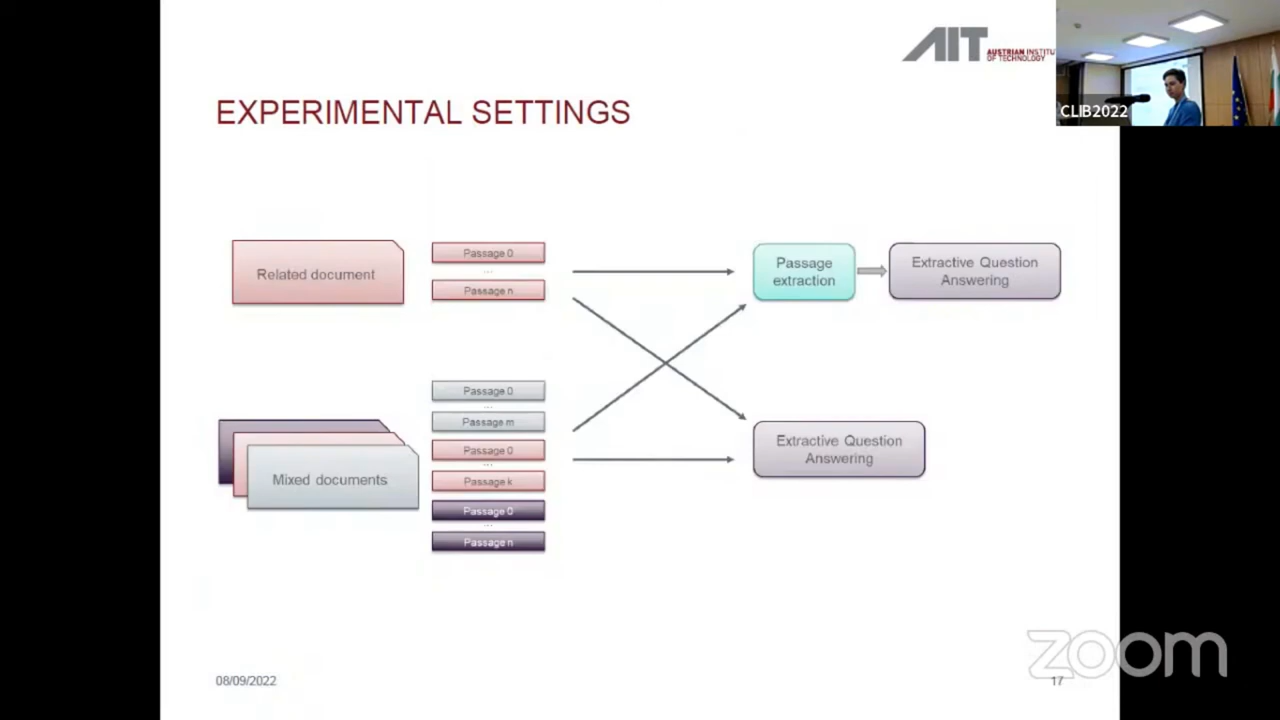 AIT
AUSTRIAN INSTITU
OF TECHNOLOGY
CLIB2022
EXPERIMENTAL SETTINGS
Related document
Passage 0
...
Passage n
Passage
extraction
Extractive Question
Answering
Mixed documents
Passage 0
...
Passage m
Passage 0
...
Passage k
Passage 0
...
Passage n
Extractive Question
Answering
08/09/2022
17
zoom